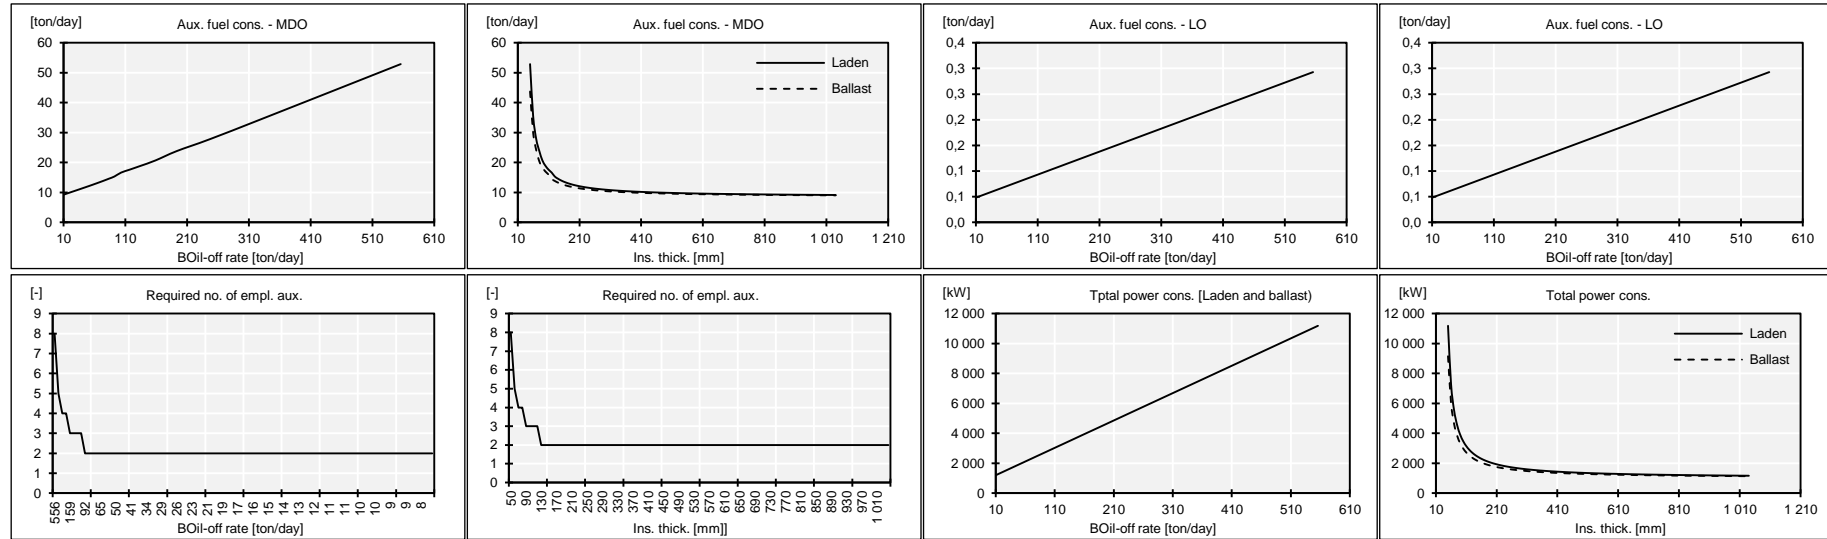 [ton/day]
Aux. fuel cons. - MDO
60
50
40
30
20
10
0
10 110 210 310 410 510 610
BOil-off rate [ton/day]
[ton/day]
Aux. fuel cons. - MDO
60
50
40
30
20
10
0
Laden
Ballast
10 210 410 610 810 1 010 1 210
Ins. thick. [mm]
[ton/day]
Aux. fuel cons. - LO
0,4
0,3
0,3
0,2
0,2
0,1
0,1
0,0
10 110 210 310 410 510 610
BOil-off rate [ton/day]
[ton/day]
Aux. fuel cons. - LO
0,4
0,3
0,3
0,2
0,2
0,1
0,1
0,0
10 110 210 310 410 510 610
BOil-off rate [ton/day]
[-]
Required no. of empl. aux.
9
8
7
6
5
4
3
2
1
0
556 159 92 65 50 41 34 29 26 23 21 19 17 16 15 14 13 12 11 11 10 10 9 9 8
BOil-off rate [ton/day]
[-]
Required no. of empl. aux.
9
8
7
6
5
4
3
2
1
0
50 90 130 170 210 250 290 330 370 410 450 490 530 570 610 650 690 730 770 810 850 890 930 970 1 010
Ins. thick. [mm]]
[kW]
Tptal power cons. [Laden and ballast)
12 000
10 000
8 000
6 000
4 000
2 000
0
10 110 210 310 410 510 610
BOil-off rate [ton/day]
[kW]
Total power cons.
12 000
10 000
8 000
6 000
4 000
2 000
0
Laden
Ballast
10 210 410 610 810 1 010 1 210
Ins. thick. [mm]